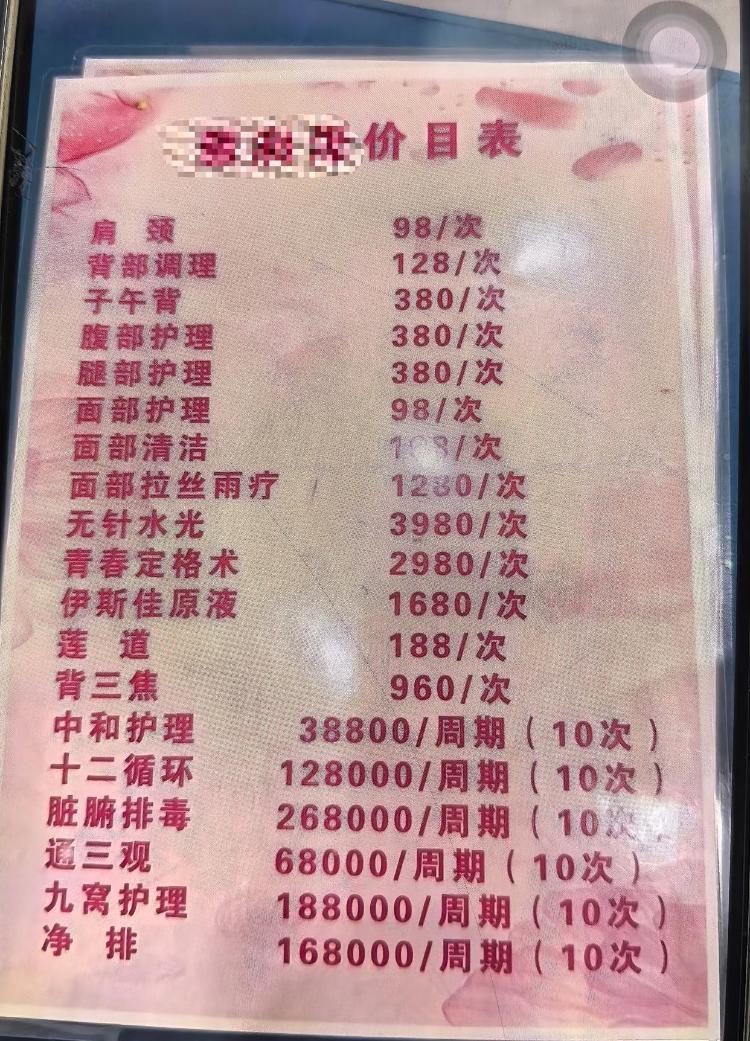 价目表
肩 颈 98/次
背部调理 128/次
子午背 380/次
腹部护理 380/次
腿部护理 380/次
面部护理 98/次
面部清洁 /次
面部拉丝雨疗 1280/次
无针水光 3980/次
青春定格术 2980/次
伊斯佳原液 1680/次
莲 道 188/次
背三焦 960/次
中和护理 38800/周期(10次)
十二循环 128000/周期(10次)
脏腑排毒 268000/周期(10次
通三观 68000/周期(10次)
九窝护理 188000/周期(10次)
净 排 168000/周期(10次)